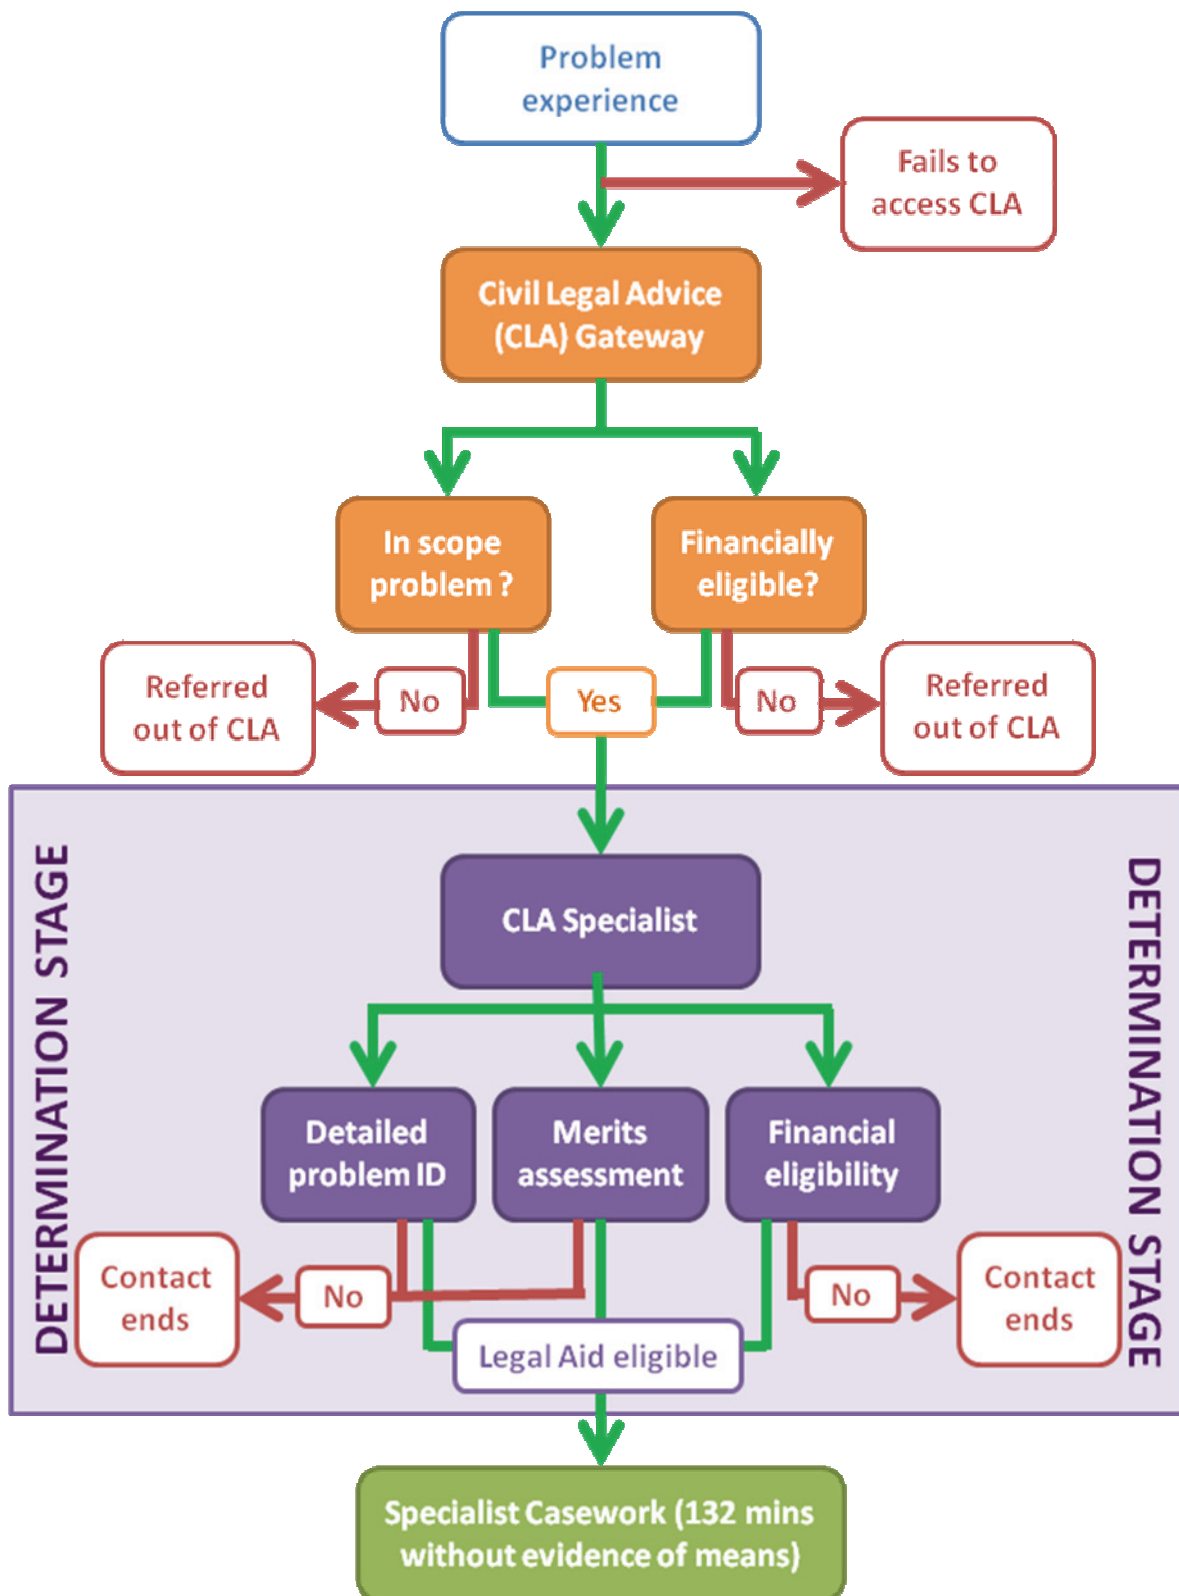 Problem
experience
Fails to
access CLA
Civil Legal Advice
(CLA) Gateway
In scope
problem ?
Financially
eligible?
Referred
out of CLA
No
Yes
No
Referred
out of CLA
DETERMINATION STAGE
CLA Specialist
DETERMINATION STAGE
Detailed
problem ID
Merits
assessment
Financial
eligibility
Contact
ends
No
No
Contact
ends
Legal Aid eligible
Specialist Casework (132 mins
without evidence of means)